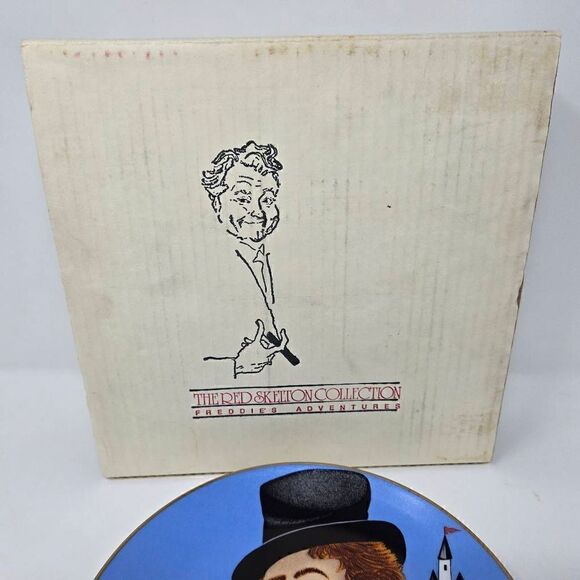 THE RED SKELTON COLLECTION
FREDDIE'S ADVENTURES